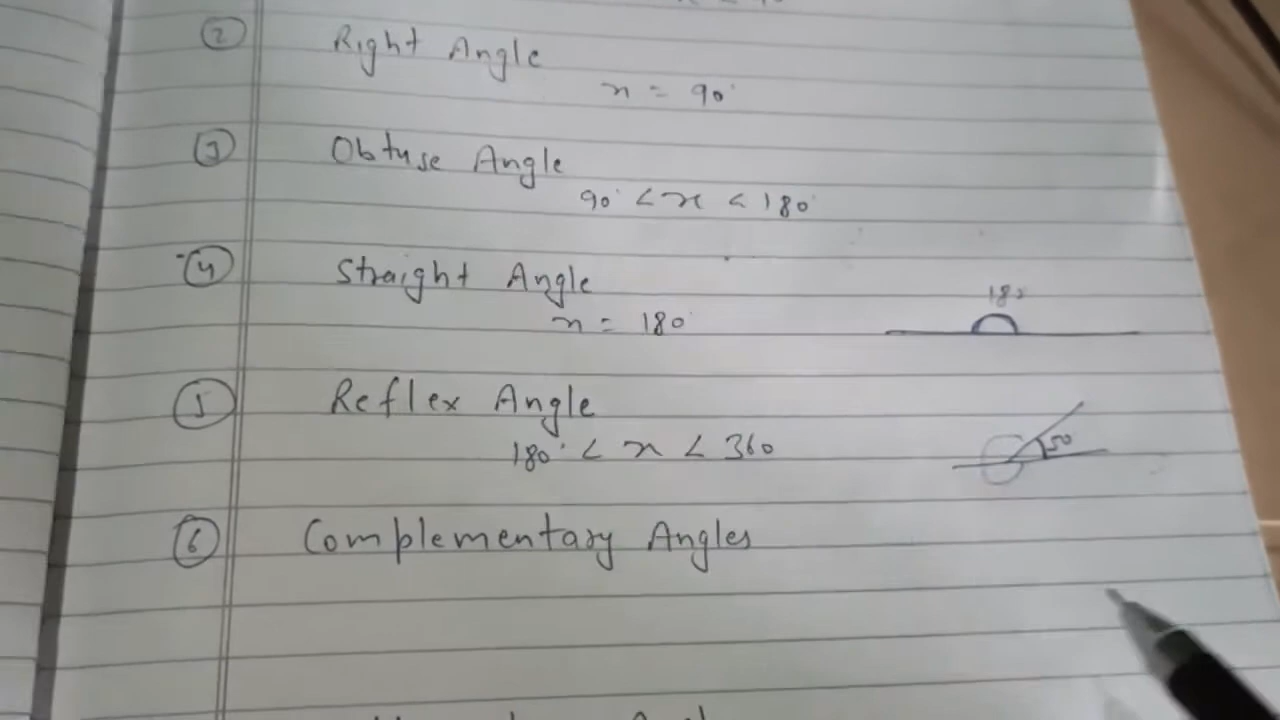 ② Right Angle
x = 90°
③ Obtuse Angle
90° < x < 180°
④ Straight Angle
x = 180°
180
⑤ Reflex Angle
180° < x < 360
50
⑥ Complementary Angles